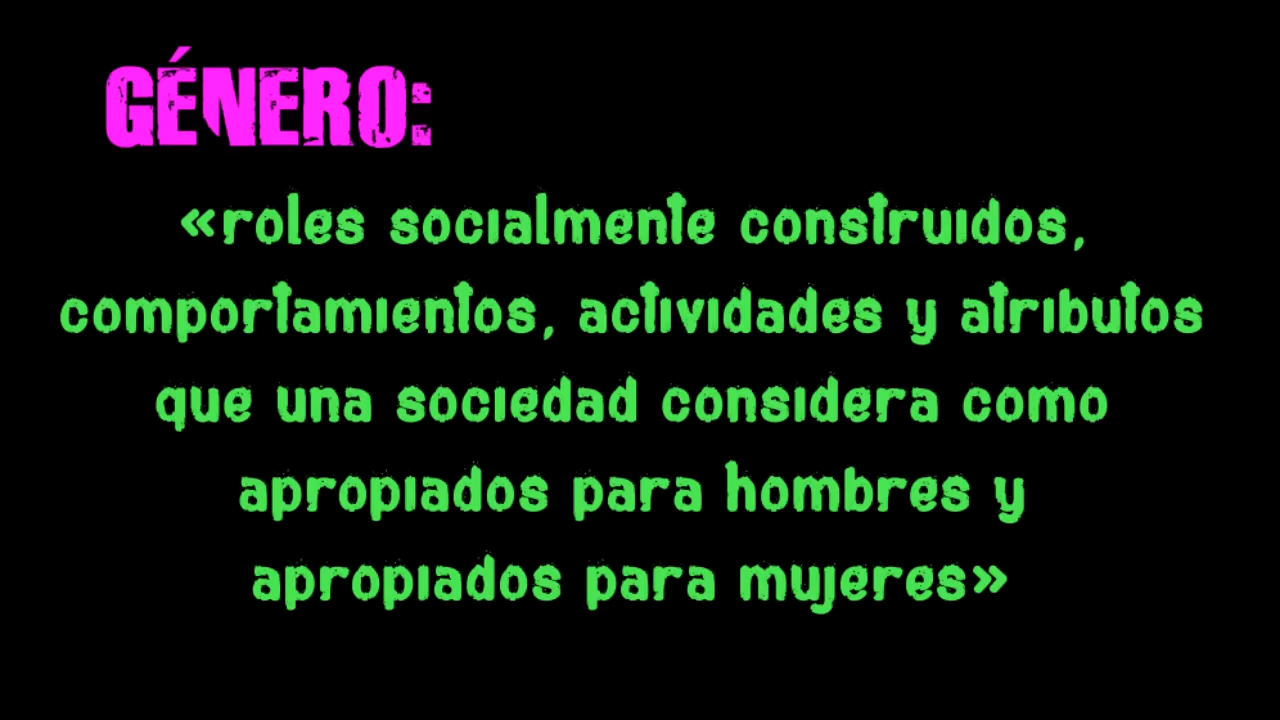 GÉNERO:
«roles socialmente construidos,
comportamientos, actividades y atributos
que una sociedad considera como
apropiados para hombres y
apropiados para mujeres»